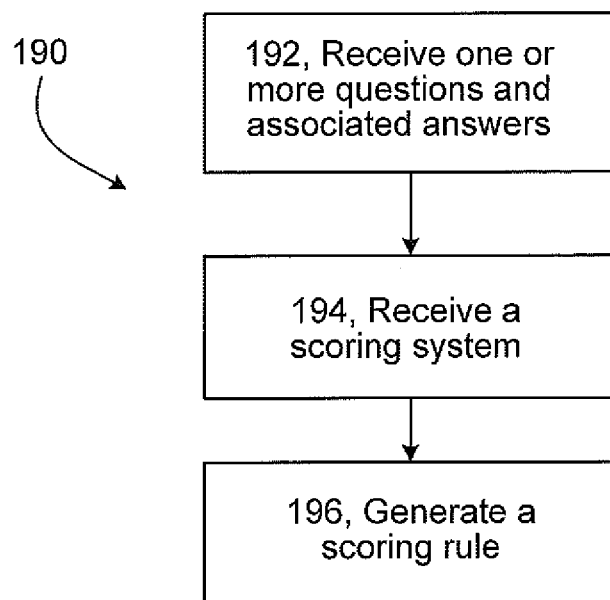 190
192, Receive one or
more questions and
associated answers
194, Receive a
scoring system
196, Generate a
scoring rule